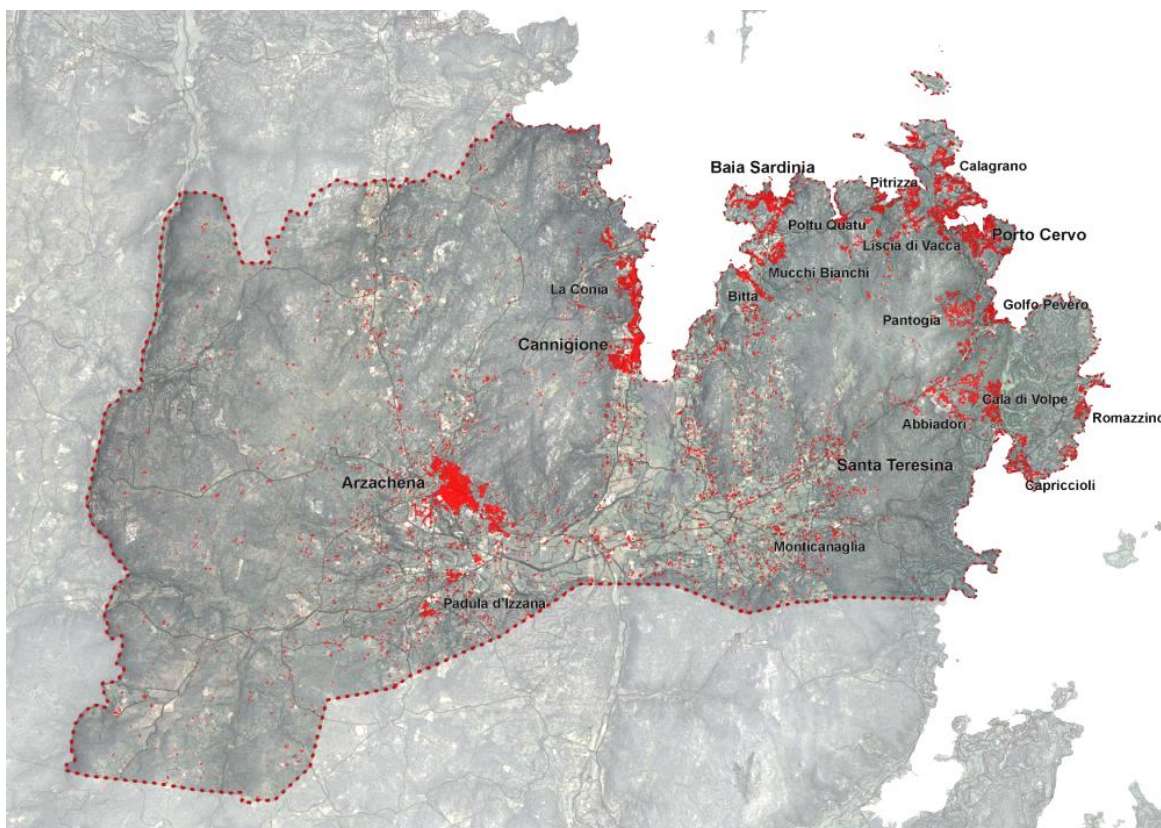 Baia Sardinia
Calagrano
Pitrizza
Poltu Quatu
Porto Cervo
Liscia di Vacca
Mucchi Bianchi
La Conia
Bitta
Golfo Pevero
Pantogia
Cannigione
Cala di Volpe
Romazzino
Abbiadori
Santa Teresina
Arzachena
Capriccioli
Monticanaglia
Padula d'Izzana